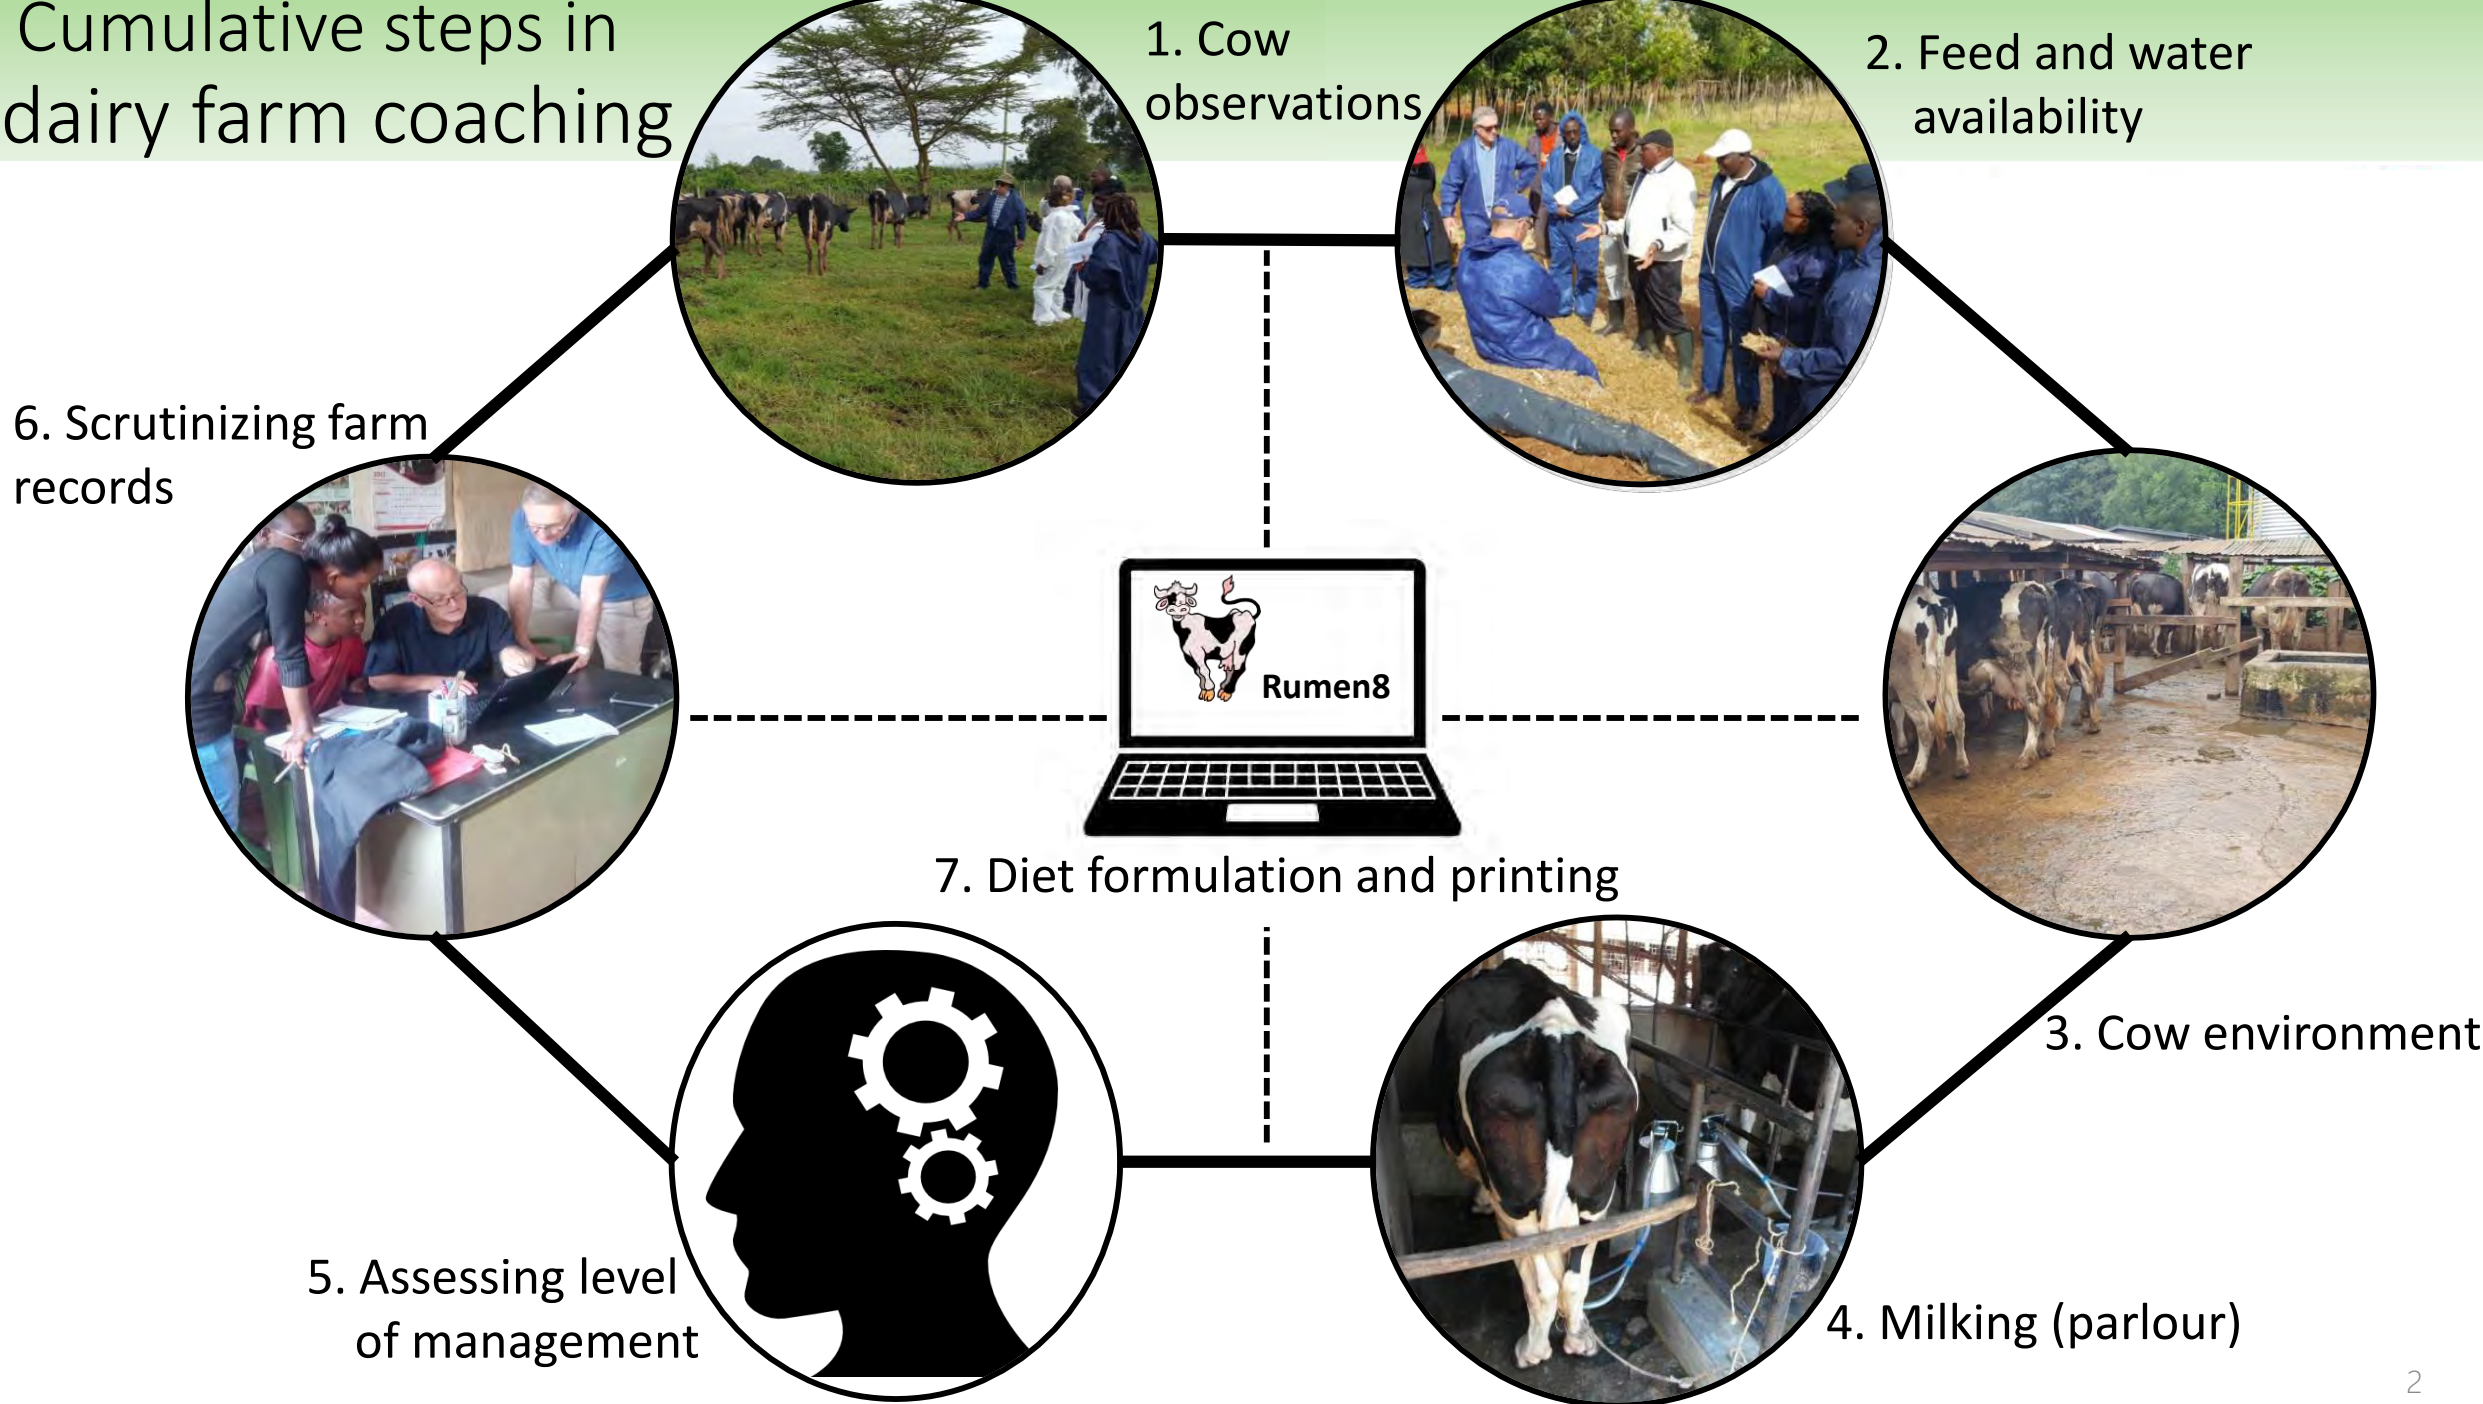 Cumulative steps in
dairy farm coaching
1. Cow
observations
2. Feed and water
availability
6. Scrutinizing farm
records
Rumen8
7. Diet formulation and printing
3. Cow environment
5. Assessing level
of management
4. Milking (parlour)
2